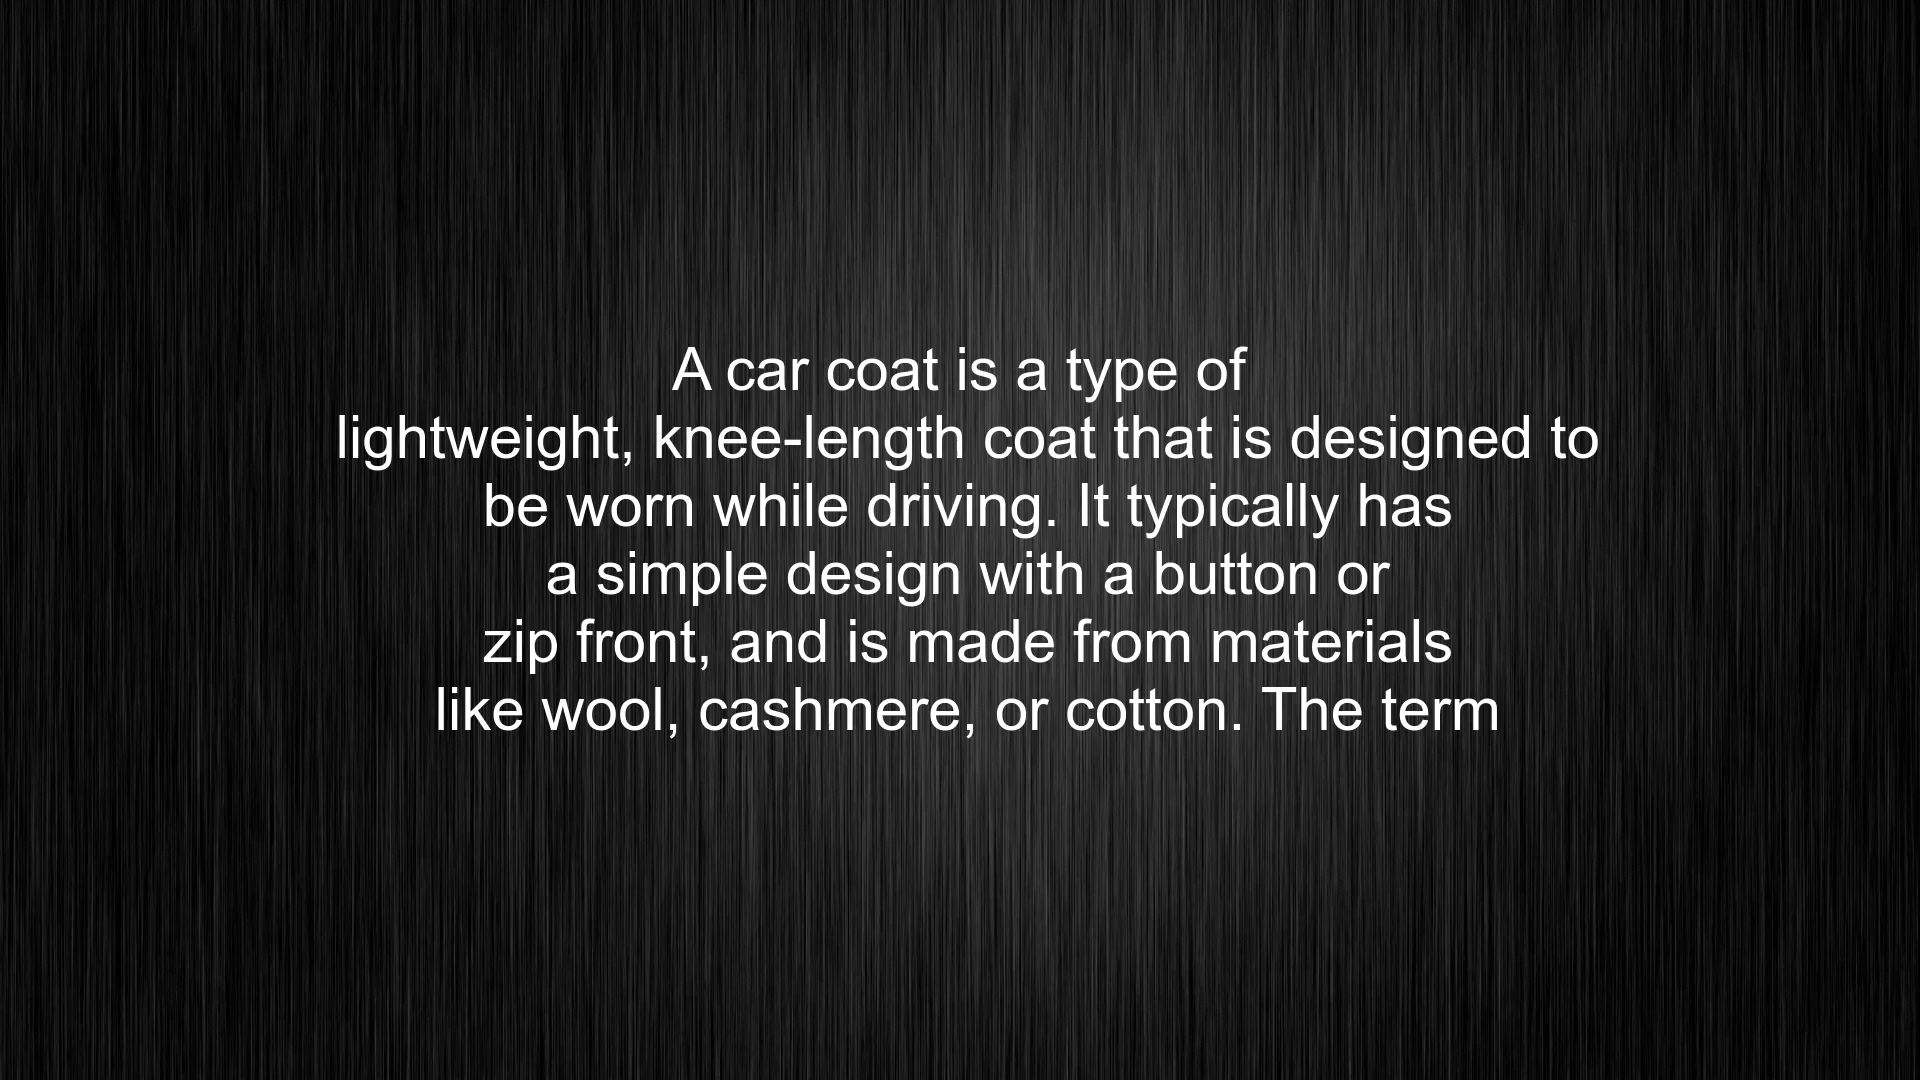 A car coat is a type of
lightweight, knee-length coat that is designed to
be worn while driving. It typically has
a simple design with a button or
zip front, and is made from materials
like wool, cashmere, or cotton. The term